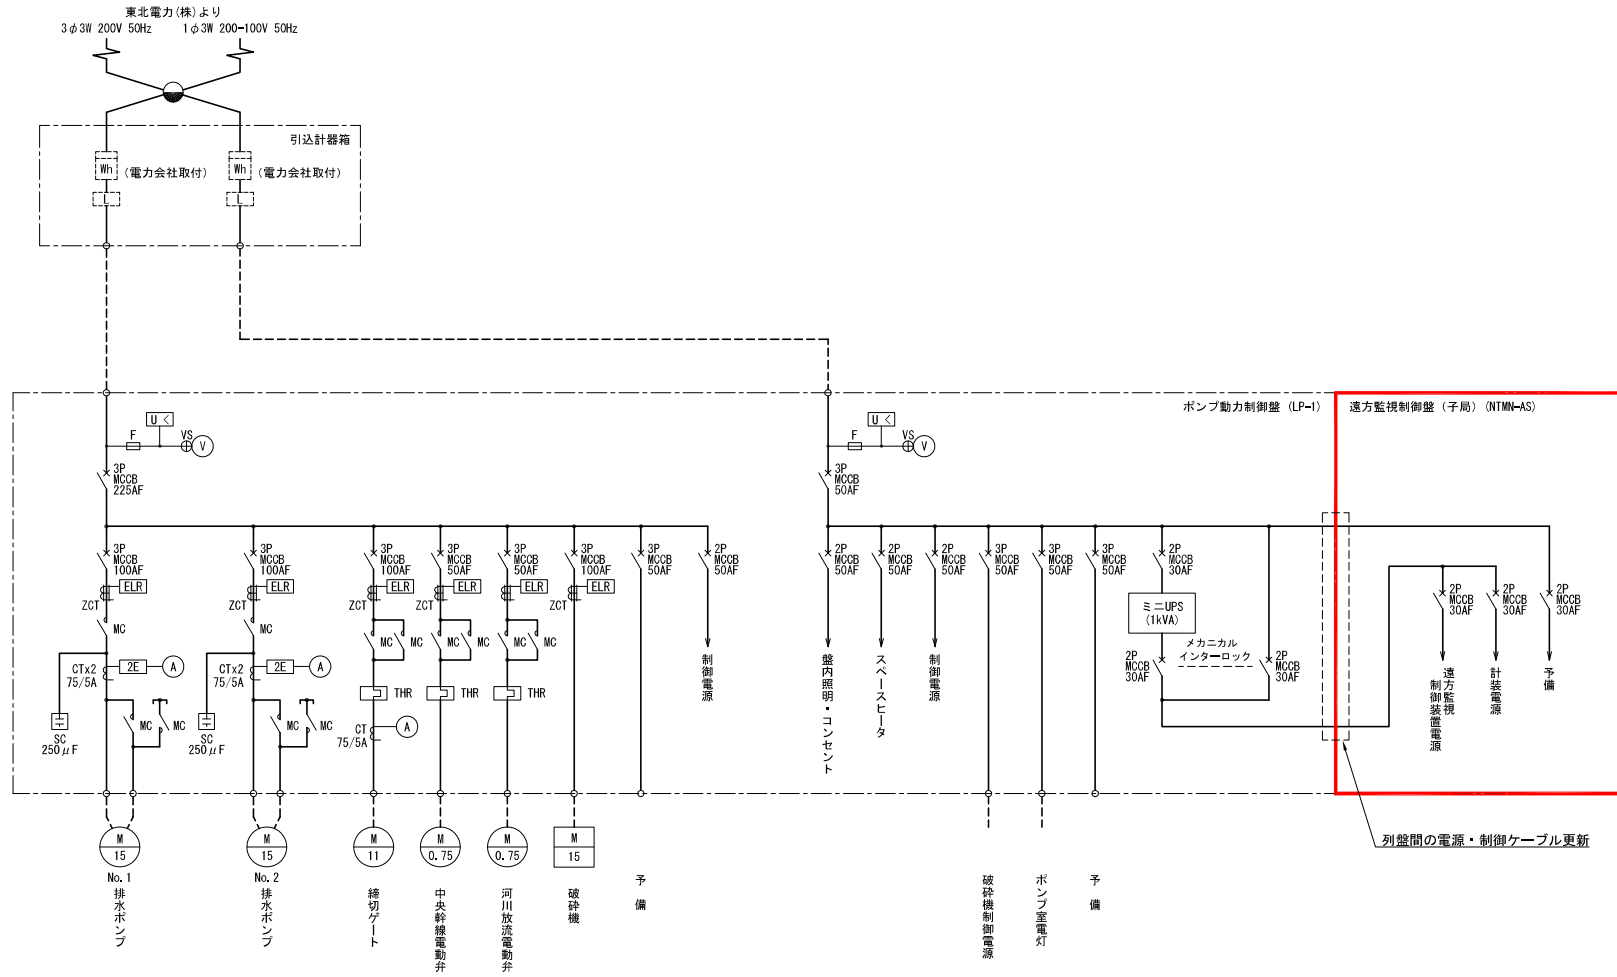 東北電力(株)より
3φ3W 200V 50Hz
1φ3W 200-100V 50Hz
引込計器箱
Wh
(電力会社取付)
Wh
(電力会社取付)
L
L
ポンプ動力制御盤 (LP-1)
遠方監視制御盤(子局) (NTMN-AS)
U <
F
VS
V
3P
MCCB
225AF
U <
F
VS
V
3P
MCCB
50AF
3P
MCCB
100AF
ELR
ZCT
MC
CTx2
75/5A
2E
A
MC
MC
SC
250μF
3P
MCCB
100AF
ELR
ZCT
MC
CTx2
75/5A
2E
A
MC
MC
SC
250μF
3P
MCCB
100AF
ELR
ZCT
MC
MC
THR
CT
75/5A
A
3P
MCCB
50AF
ELR
ZCT
MC
MC
THR
3P
MCCB
50AF
ELR
MC
MC
THR
3P
MCCB
100AF
ELR
ZCT
3P
MCCB
50AF
2P
MCCB
50AF
制御電源
2P
MCCB
50AF
盤内照明・コンセント
2P
MCCB
50AF
スペースヒータ
2P
MCCB
50AF
制御電源
3P
MCCB
50AF
3P
MCCB
50AF
3P
MCCB
50AF
2P
MCCB
30AF
ミニUPS
(1kVA)
メカニカル
インターロック
2P
MCCB
30AF
2P
MCCB
30AF
2P
MCCB
30AF
遠方監視
制御装置電源
2P
MCCB
30AF
計装電源
2P
MCCB
30AF
予備
列盤間の電源・制御ケーブル更新
M
15
No.1
排水ポンプ
M
15
No.2
排水ポンプ
M
11
締切ゲート
M
0.75
中央幹線電動弁
M
0.75
河川放流電動弁
M
15
破砕機
予備
破砕機制御電源
ポンプ室電灯
予備